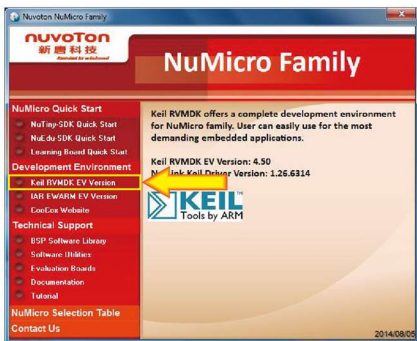 Nuvoton NuMicro Family
nuvoTon
新唐科技
NuMicro Family
NuMicro Quick Start
NuTiny-SDK Quick Start
NuEdu-SDK Quick Start
Learning Board Quick Start
Development Environment
Keil RVMDK EV Version
IAR EWARM EV Version
CooCox Website
Technical Support
BSP Software Library
Software Utilities
Evaluation Boards
Documentation
Tutorial
NuMicro Selection Table
Contact Us
Keil RVMDK offers a complete development environment
for NuMicro family. User can easily use for the most
demanding embedded applications.
Keil RVMDK EV Version: 4.50
Link Keil Driver Version: 1.26.6314
KEIL
Tools by ARM
2014/08/05